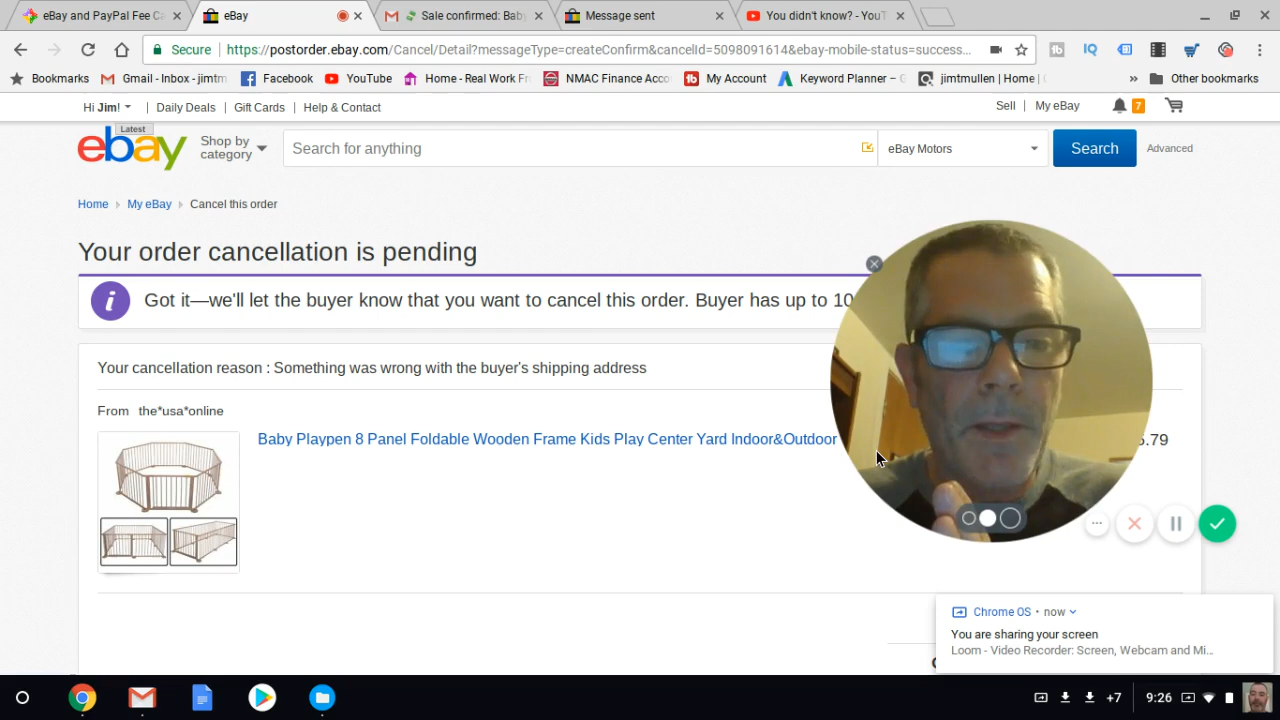 eBay and PayPal Fee Ca
eBay
Sale confirmed: Bab
Message sent
You didn't know? - YouT
Secure
https://postorder.ebay.com/Cancel/Detail?messageType=createConfirm&cancelId=5098091614&ebay-mobile-status=success...
IQ
Bookmarks
Gmail - Inbox - jimtm
Facebook
YouTube
Home - Real Work Fr
NMAC Finance Acco
My Account
Keyword Planner – G
jimtmullen | Home |
»
Other bookmarks
Hi Jim!
Daily Deals
Gift Cards
Help & Contact
Sell
My eBay
7
Latest
ebay
Shop by category
Search for anything
eBay Motors
Search
Advanced
Home
My eBay
Cancel this order
Your order cancellation is pending
Got it—we'll let the buyer know that you want to cancel this order. Buyer has up to 10
Your cancellation reason : Something was wrong with the buyer's shipping address
From the*usa*online
Baby Playpen 8 Panel Foldable Wooden Frame Kids Play Center Yard Indoor&Outdoor
.79
Chrome OS • now
You are sharing your screen
Loom - Video Recorder: Screen, Webcam and Mi...
+7
9:26